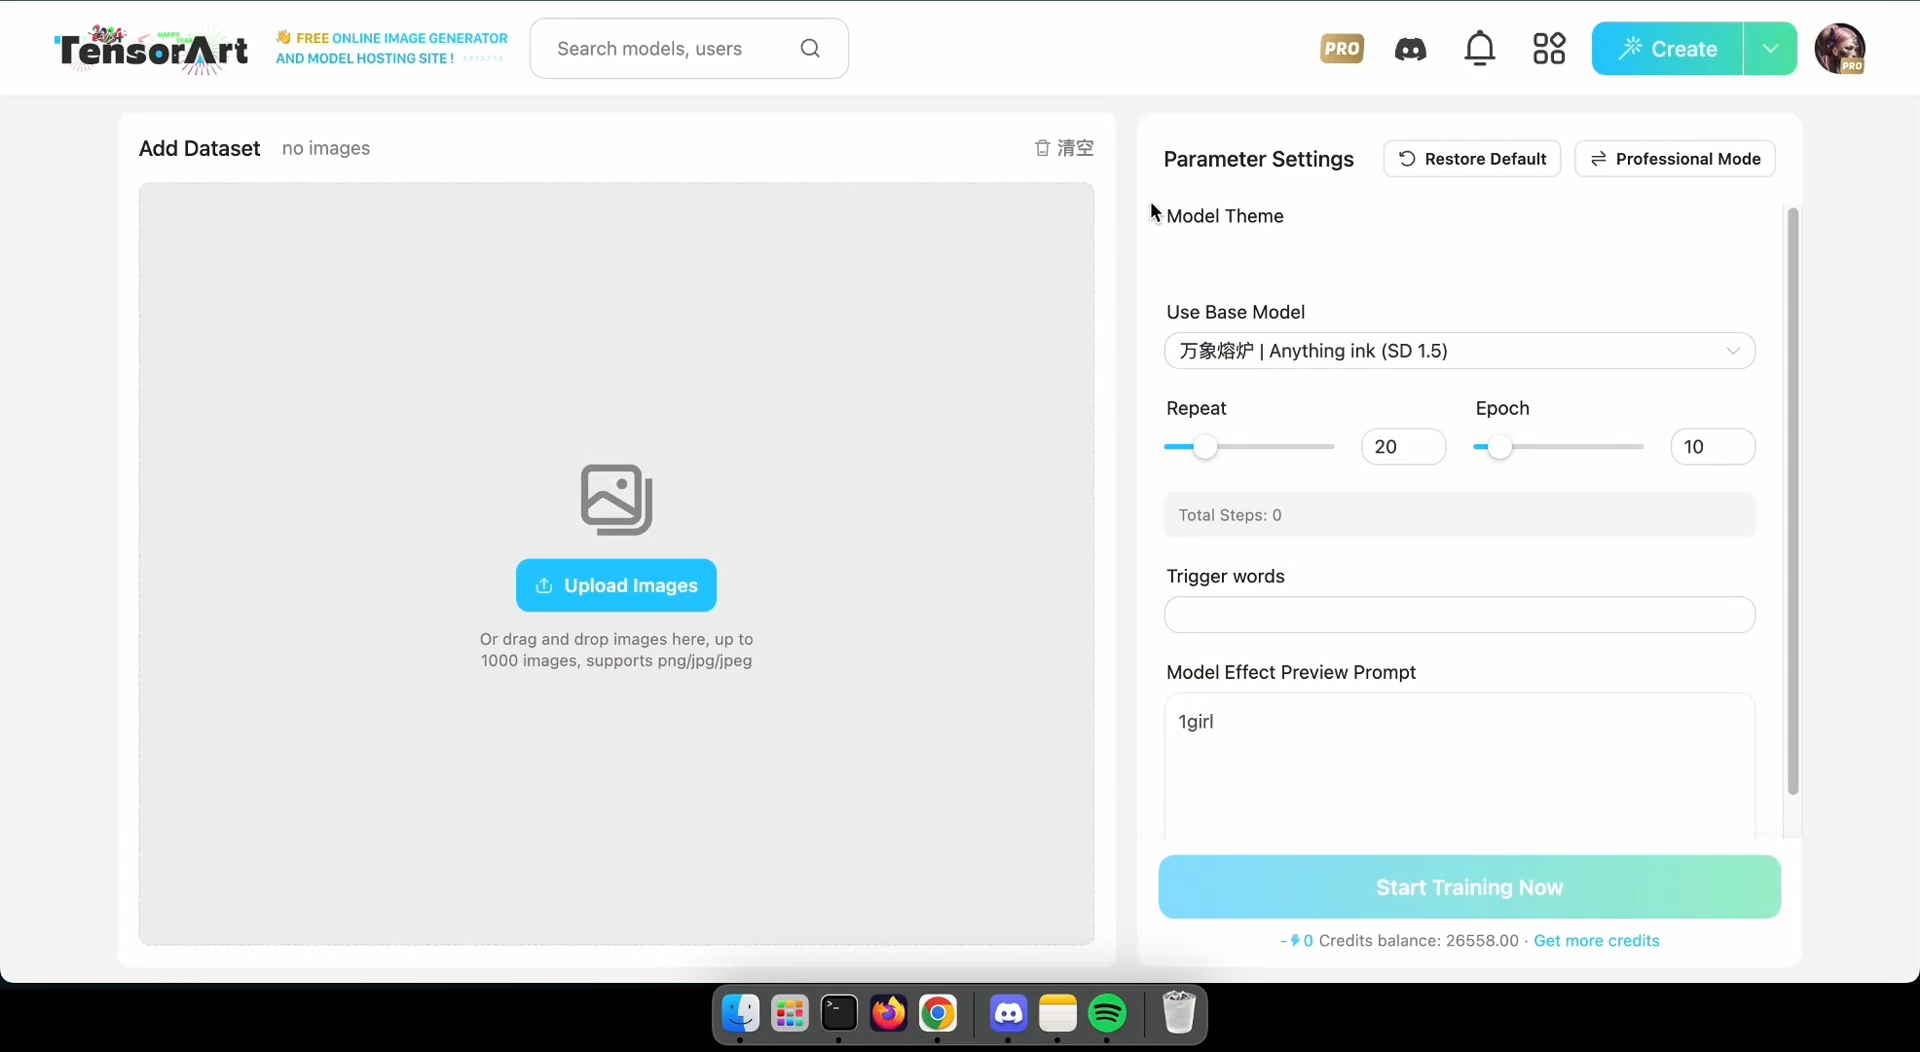 TensorArt
👋 FREE ONLINE IMAGE GENERATOR
AND MODEL HOSTING SITE !
Search models, users
PRO
Create
PRO
Add Dataset no images
清空
Upload Images
Or drag and drop images here, up to
1000 images, supports png/jpg/jpeg
Parameter Settings
Restore Default
Professional Mode
Model Theme
Use Base Model
万象熔炉 | Anything ink (SD 1.5)
Repeat
Epoch
20
10
Total Steps: 0
Trigger words
Model Effect Preview Prompt
1girl
Start Training Now
-⚡0 Credits balance: 26558.00 · Get more credits